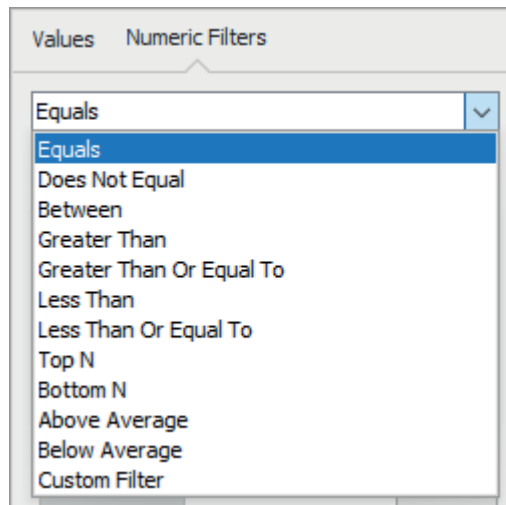 Values Numeric Filters
Equals
Equals
Does Not Equal
Between
Greater Than
Greater Than Or Equal To
Less Than
Less Than Or Equal To
Top N
Bottom N
Above Average
Below Average
Custom Filter